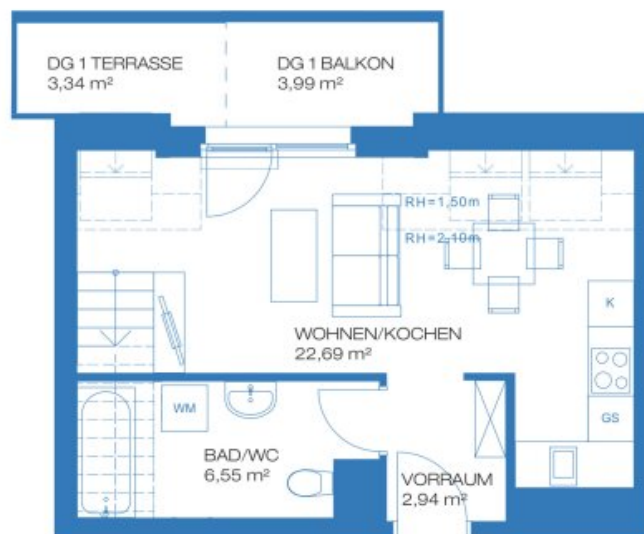 DG 1 TERRASSE
3,34 m²
DG 1 BALKON
3,99 m²
RH=1,50m
RH=2,10m
WOHNEN/KOCHEN
22,69 m²
K
GS
WM
BAD/WC
6,55 m²
VORRAUM
2,94 m²